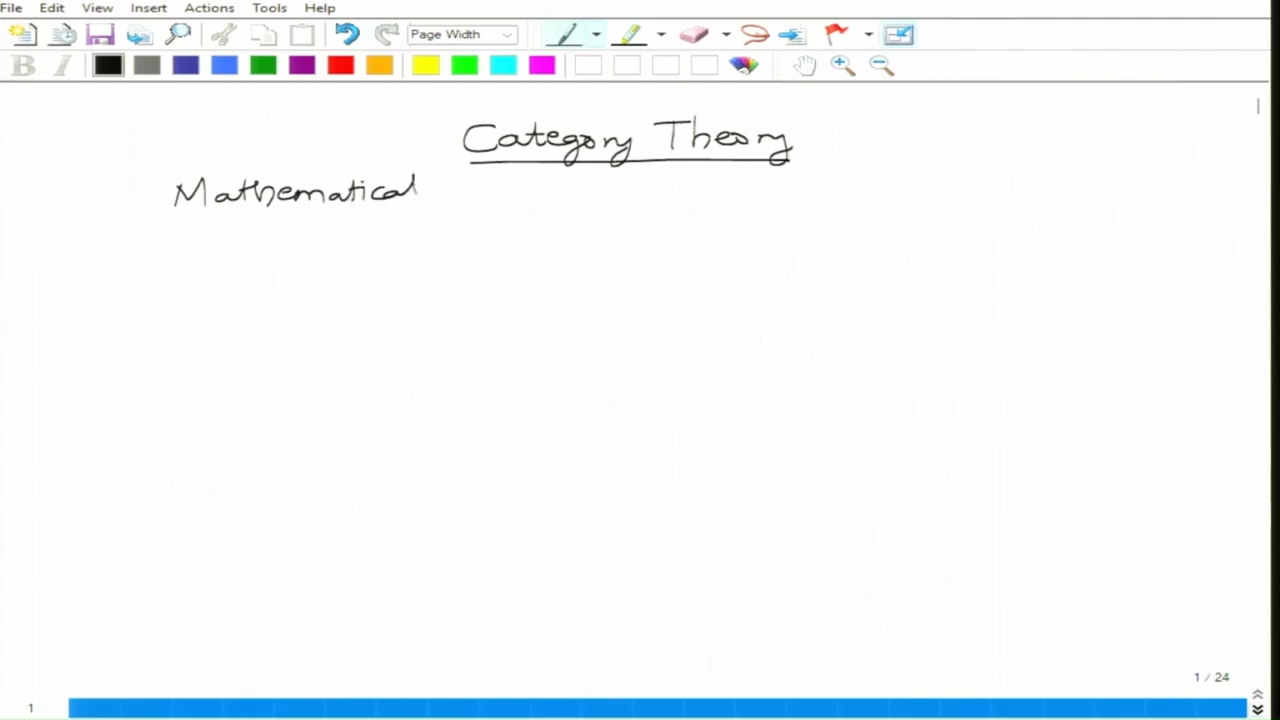 File Edit View Insert Actions Tools Help
Page Width
B I
Category Theory
Mathematical
1 / 24
1